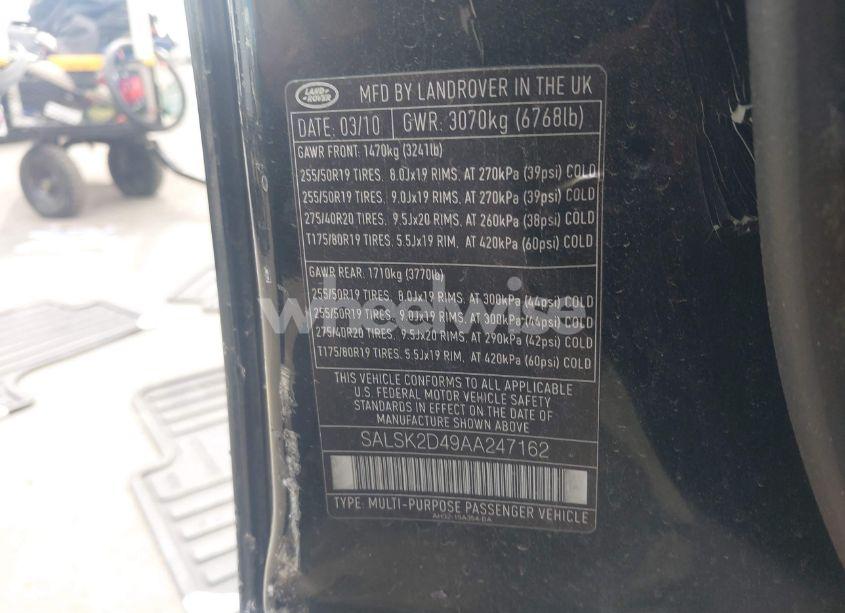 LAND
ROVER
MFD BY LANDROVER IN THE UK
DATE: 03/10 GWR: 3070kg (6768lb)
GAWR FRONT: 1470kg (3241lb)
255/50R19 TIRES. 8.0Jx19 RIMS. AT 270kPa (39psi) COLD
255/50R19 TIRES. 9.0Jx19 RIMS. AT 270kPa (39psi) COLD
275/40R20 TIRES. 9.5Jx20 RIMS. AT 260kPa (38psi) COLD
T175/80R19 TIRES. 5.5Jx19 RIM. AT 420kPa (60psi) COLD
GAWR REAR: 1710kg (3770lb)
255/50R19 TIRES. 8.0Jx19 RIMS. AT 300kPa (44psi) COLD
255/50R19 TIRES. 9.0Jx19 RIMS. AT 300kPa (44psi) COLD
275/40R20 TIRES. 9.5Jx20 RIMS. AT 290kPa (42psi) COLD
T175/80R19 TIRES. 5.5Jx19 RIM. AT 420kPa (60psi) COLD
wheelwise
THIS VEHICLE CONFORMS TO ALL APPLICABLE
U.S. FEDERAL MOTOR VEHICLE SAFETY
STANDARDS IN EFFECT ON THE DATE OF
MANUFACTURE SHOWN ABOVE
SALSK2D49AA247162
TYPE: MULTI-PURPOSE PASSENGER VEHICLE